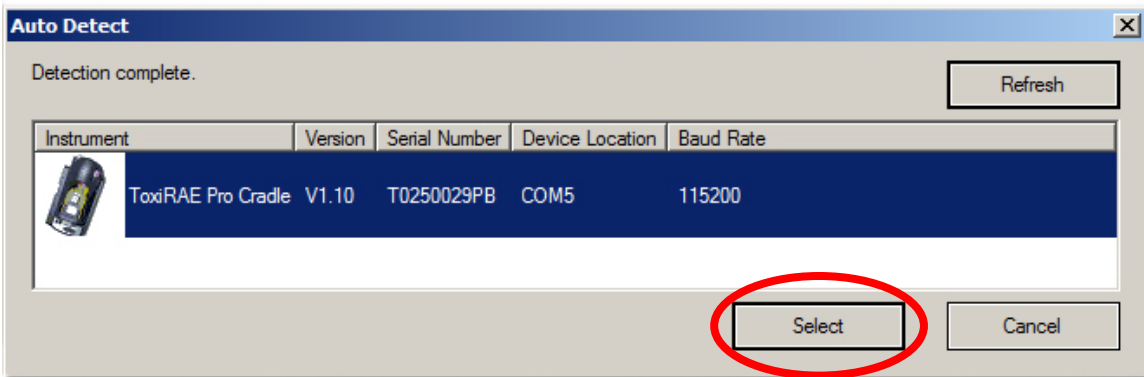 Auto Detect
Detection complete.
Refresh
Instrument Version Serial Number Device Location Baud Rate
ToxiRAE Pro Cradle V1.10 T0250029PB COM5 115200
Select Cancel